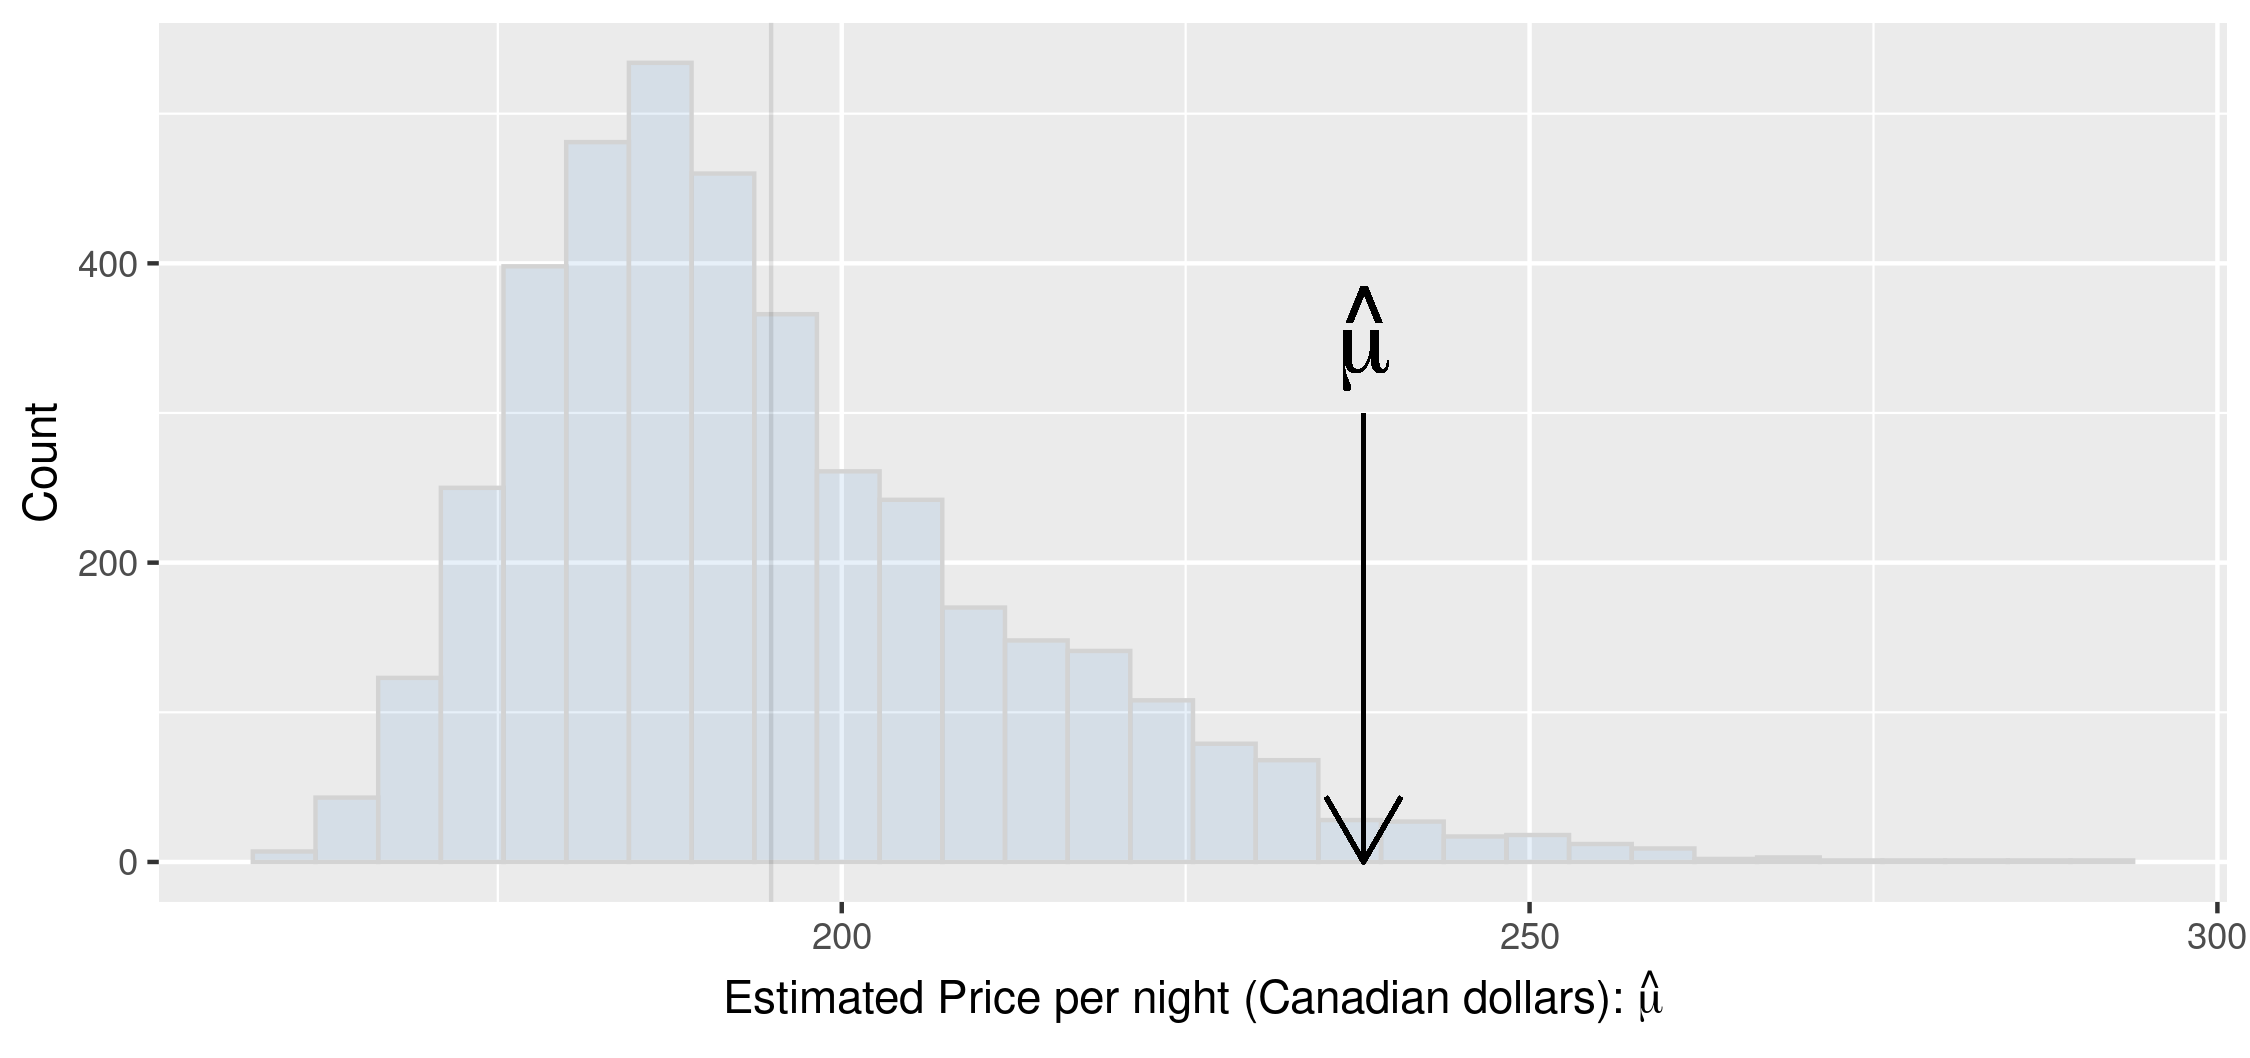 Count
400
200
0
μ̂
200 250 300
Estimated Price per night (Canadian dollars): μ̂